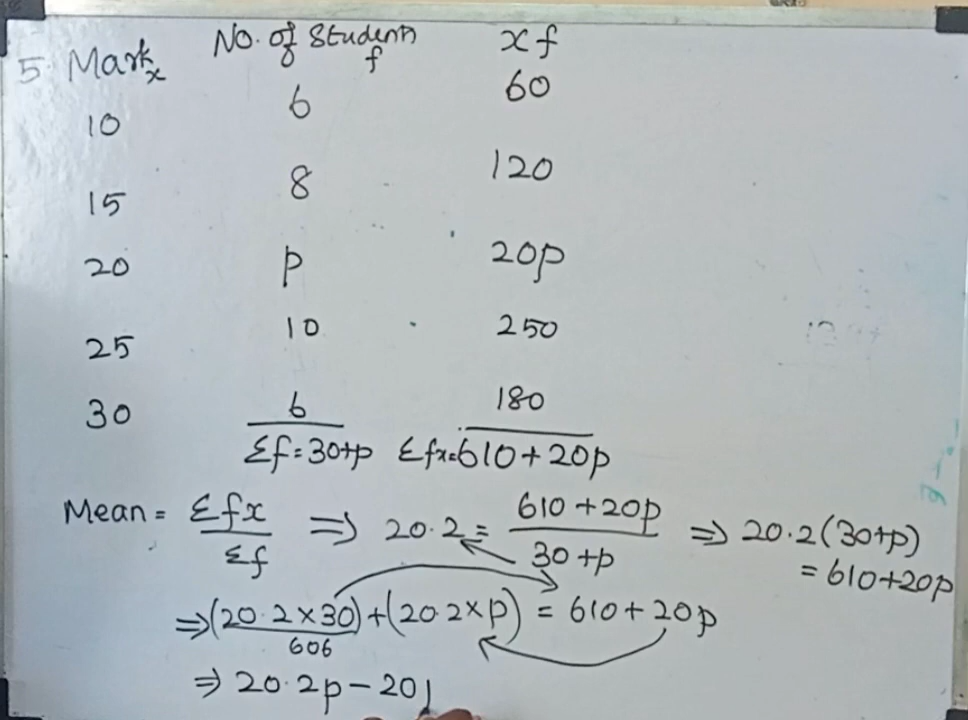 5. Mark x No. of Students f xf
10 6 60
15 8 120
20 p 20p
25 10 250
30 6 180
Σf = 30+p Σfx = 610 + 20p
Mean = Σfx / Σf ⇒ 20.2 = 610 + 20p / 30 + p ⇒ 20.2(30+p)
= 610+20p
⇒ (20.2 × 30) + (20.2 × p) = 610 + 20p
606
⇒ 20.2p − 20